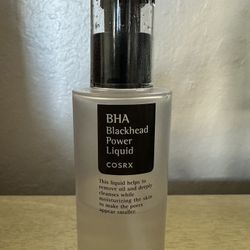 BHA
Blackhead
Power
Liquid
COSRX
This liquid helps to
remove oil and deeply
cleanses while
moisturizing the skin
to make the pores
appear smaller.